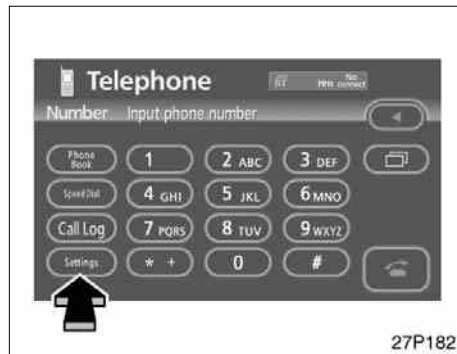 Telephone
No
connect
Number Input phone number
Phone
Book
1
2 ABC
3 DEF
Speed Dial
4 GHI
5 JKL
6 MNO
Call Log
7 PQRS
8 TUV
9 WXYZ
Settings
* +
0
#
27P182